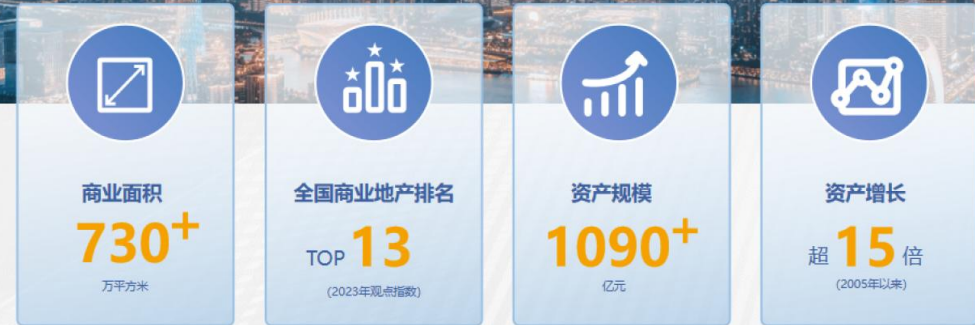 商业面积
730+
万平方米
全国商业地产排名
TOP 13
(2023年观点指数)
资产规模
1090+
亿元
资产增长
超 15 倍
(2005年以来)